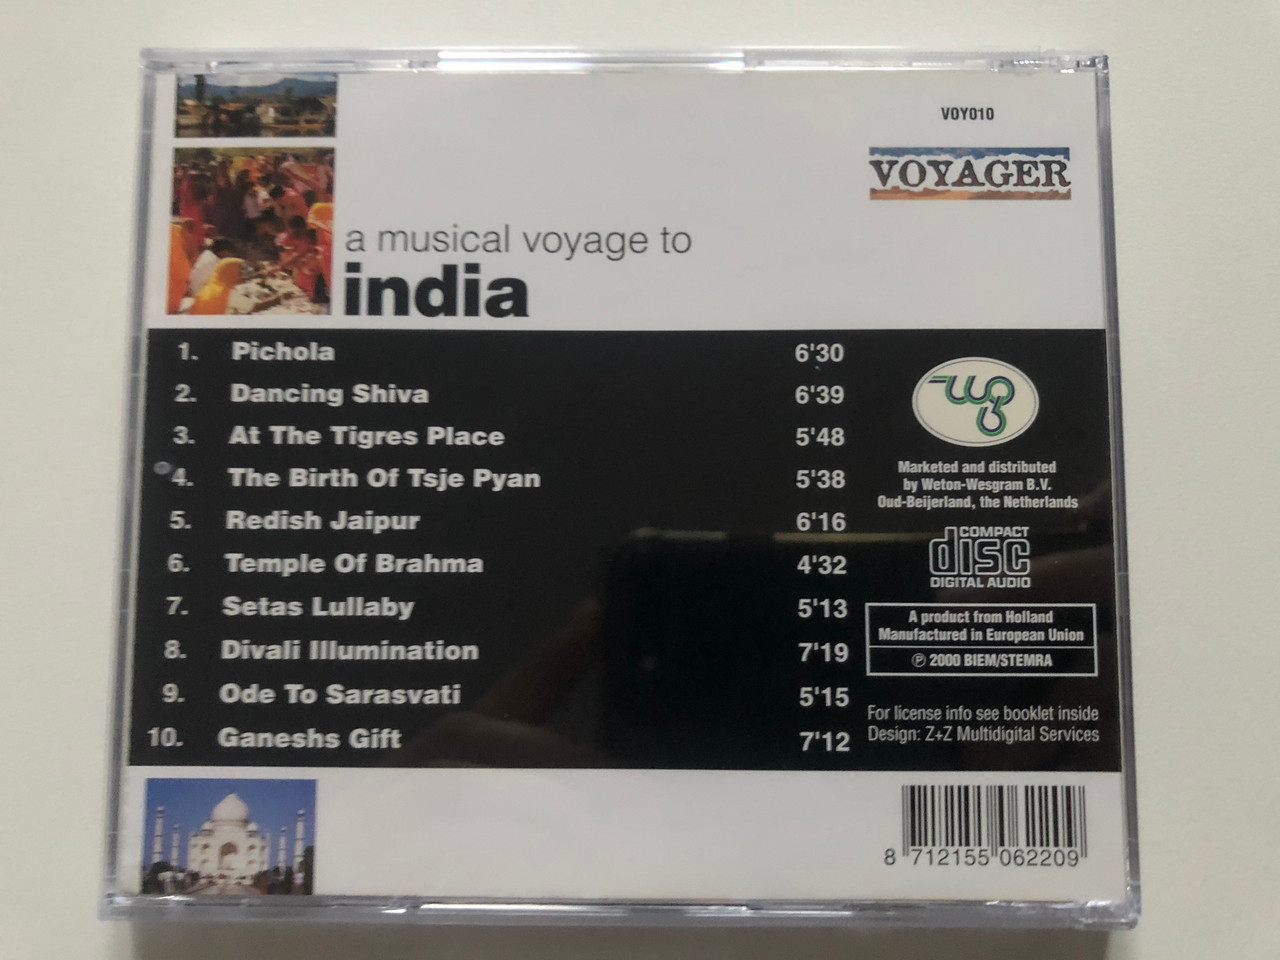 VOY010
VOYAGER
a musical voyage to
india
1. Pichola 6'30
2. Dancing Shiva 6'39
3. At The Tigres Place 5'48
4. The Birth Of Tsje Pyan 5'38
5. Redish Jaipur 6'16
6. Temple Of Brahma 4'32
7. Setas Lullaby 5'13
8. Divali Illumination 7'19
9. Ode To Sarasvati 5'15
10. Ganeshs Gift 7'12
Marketed and distributed
by Weton-Wesgram B.V.
Oud-Beijerland, the Netherlands
COMPACT
disc
DIGITAL AUDIO
A product from Holland
Manufactured in European Union
℗ 2000 BIEM/STEMRA
For license info see booklet inside
Design: Z+Z Multidigital Services
8 712155 062209